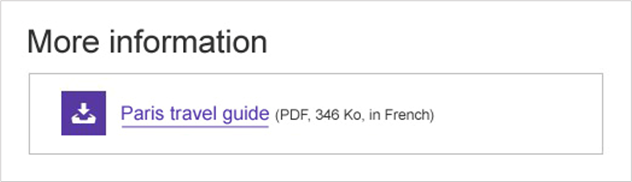 More information
Paris travel guide (PDF, 346 Ko, in French)